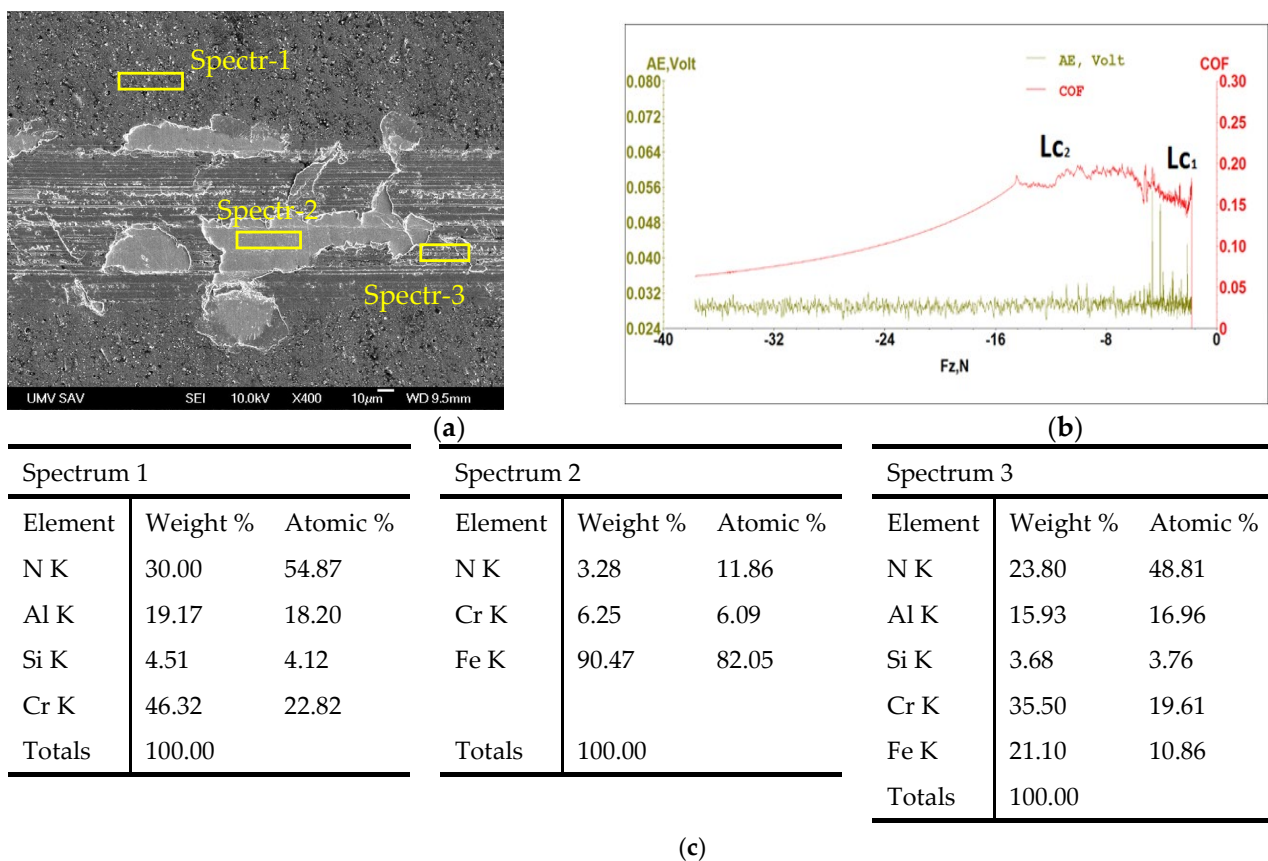 Spectr-1
Spectr-2
Spectr-3
UMV SAV SEI 10.0kV X400 10μm WD 9.5mm
(a)
AE,Volt COF
AE, Volt
COF
0.080 0.30
0.072 0.25
0.064 0.20
0.056 0.15
0.048 0.10
0.040 0.05
0.032 0
0.024
Lc2 Lc1
-40 -32 -24 -16 -8 0
Fz,N
(b)
Spectrum 1
Element Weight % Atomic %
N K 30.00 54.87
Al K 19.17 18.20
Si K 4.51 4.12
Cr K 46.32 22.82
Totals 100.00
Spectrum 2
Element Weight % Atomic %
N K 3.28 11.86
Cr K 6.25 6.09
Fe K 90.47 82.05
Totals 100.00
Spectrum 3
Element Weight % Atomic %
N K 23.80 48.81
Al K 15.93 16.96
Si K 3.68 3.76
Cr K 35.50 19.61
Fe K 21.10 10.86
Totals 100.00
(c)